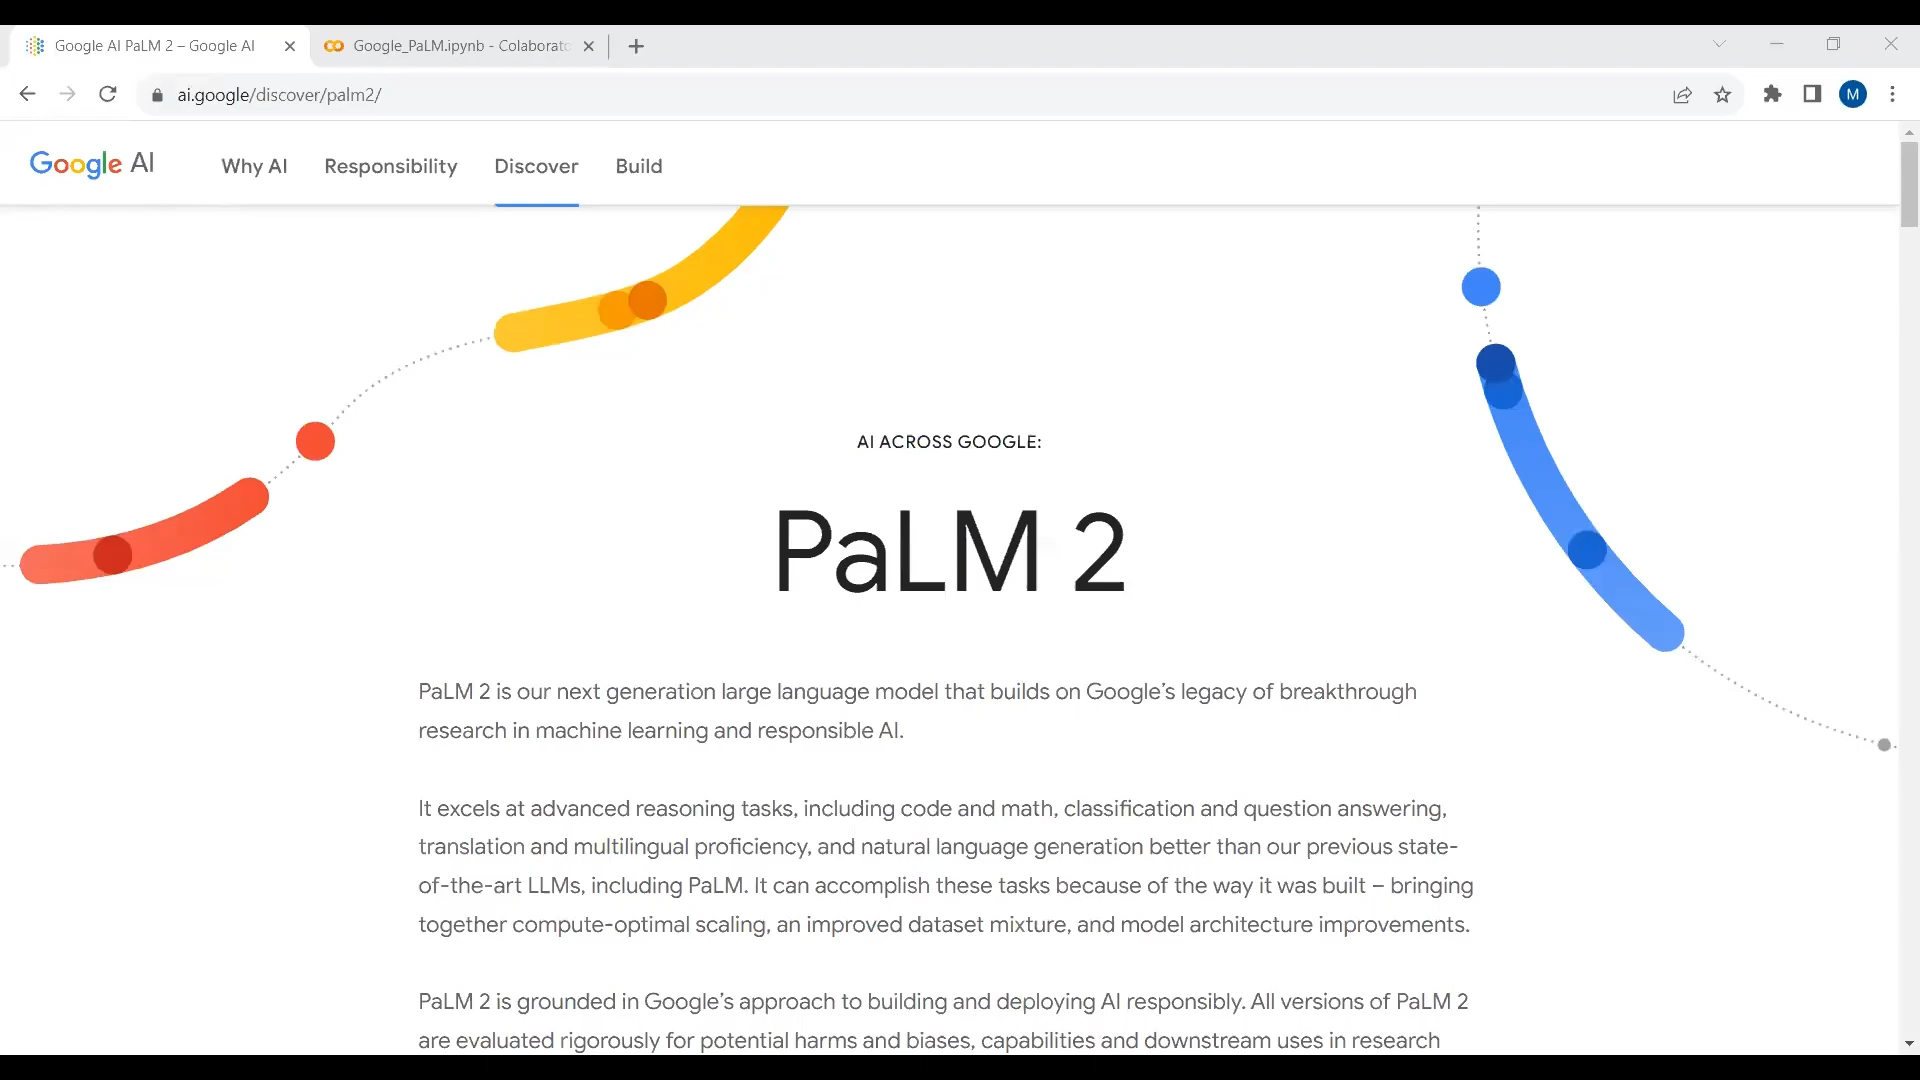 Google AI PaLM 2 – Google AI
Google_PaLM.ipynb - Colaborato
ai.google/discover/palm2/
M
Google AI
Why AI
Responsibility
Discover
Build
AI ACROSS GOOGLE:
PaLM 2
PaLM 2 is our next generation large language model that builds on Google’s legacy of breakthrough
research in machine learning and responsible AI.
It excels at advanced reasoning tasks, including code and math, classification and question answering,
translation and multilingual proficiency, and natural language generation better than our previous state-
of-the-art LLMs, including PaLM. It can accomplish these tasks because of the way it was built – bringing
together compute-optimal scaling, an improved dataset mixture, and model architecture improvements.
PaLM 2 is grounded in Google’s approach to building and deploying AI responsibly. All versions of PaLM 2
are evaluated rigorously for potential harms and biases, capabilities and downstream uses in research